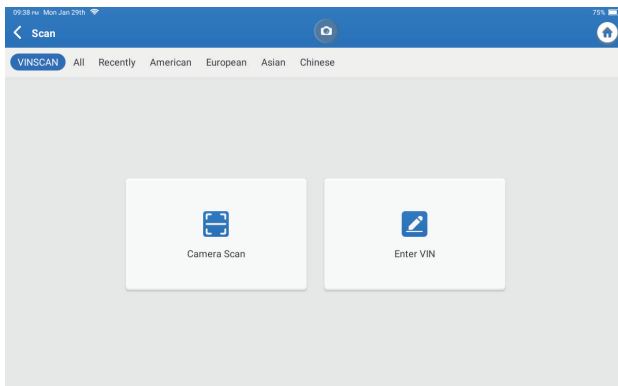 09:38 PM Mon Jan 29th 75%
Scan
VINSCAN All Recently American European Asian Chinese
Camera Scan Enter VIN